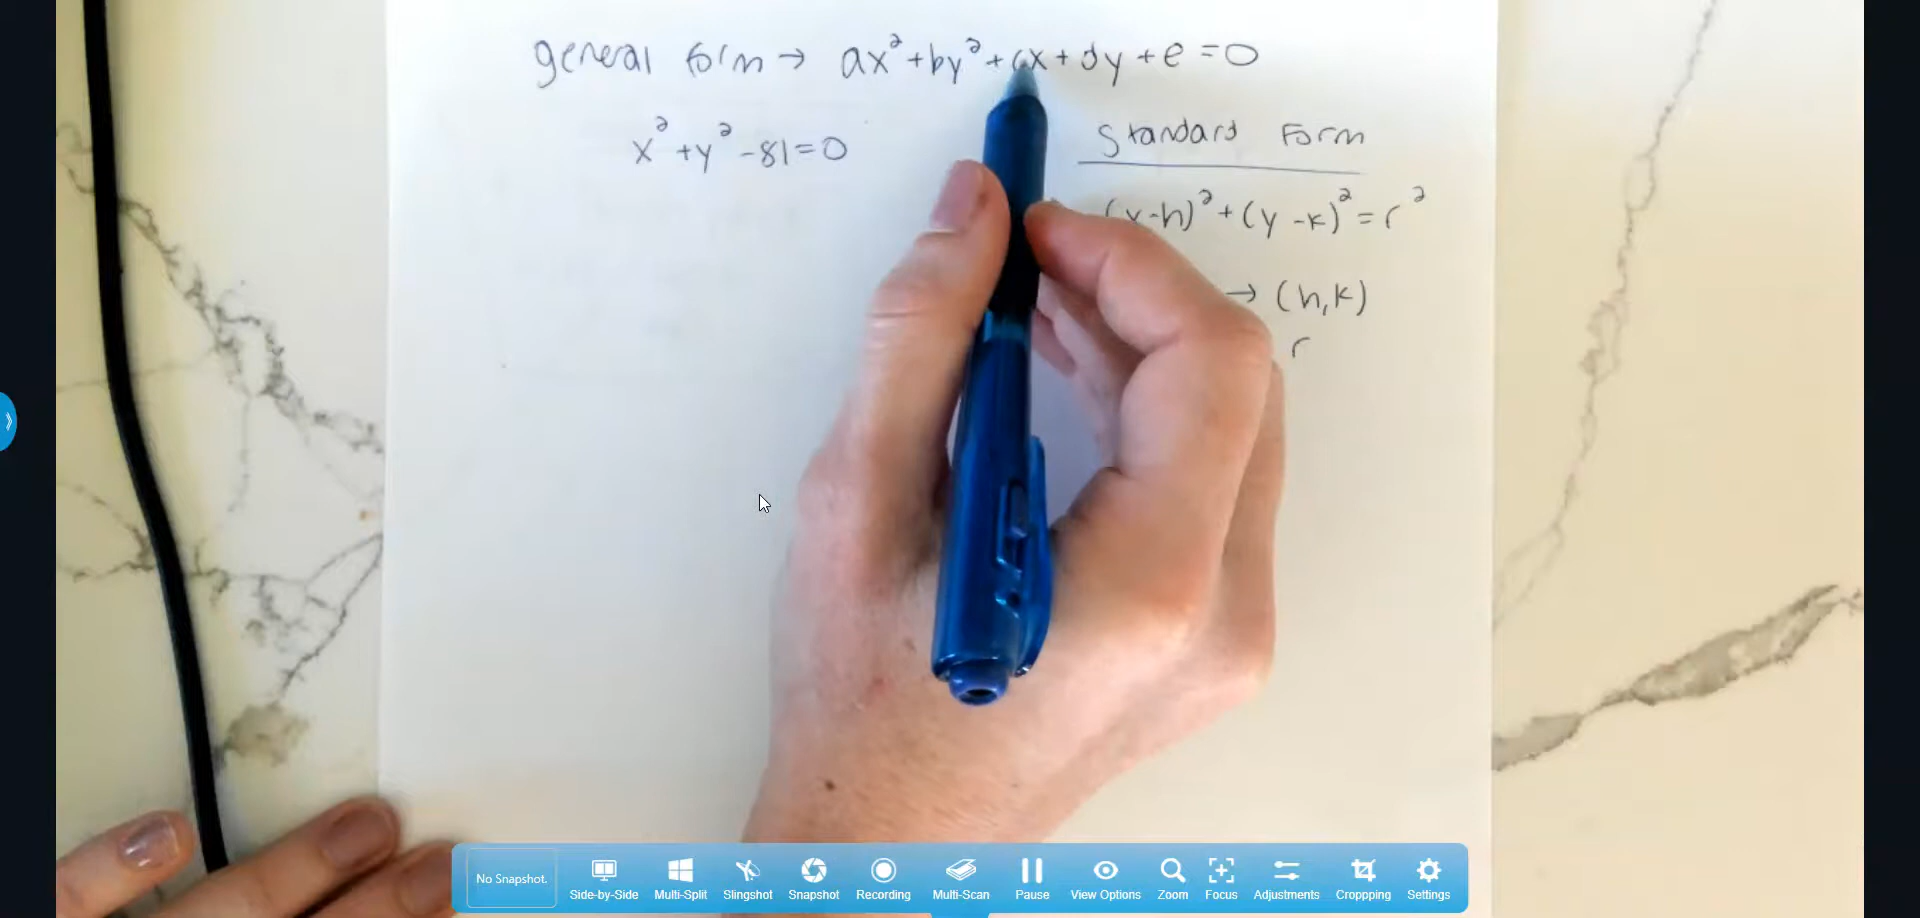 general form → ax²+by²+cx+dy+e=0
x²+y²-81=0
Standard Form
(x-h)²+(y-k)²=r²
→ (h,k)
r
No Snapshot.
Side-by-Side
Multi-Split
Slingshot
Snapshot
Recording
Multi-Scan
Pause
View Options
Zoom
Focus
Adjustments
Croppping
Settings